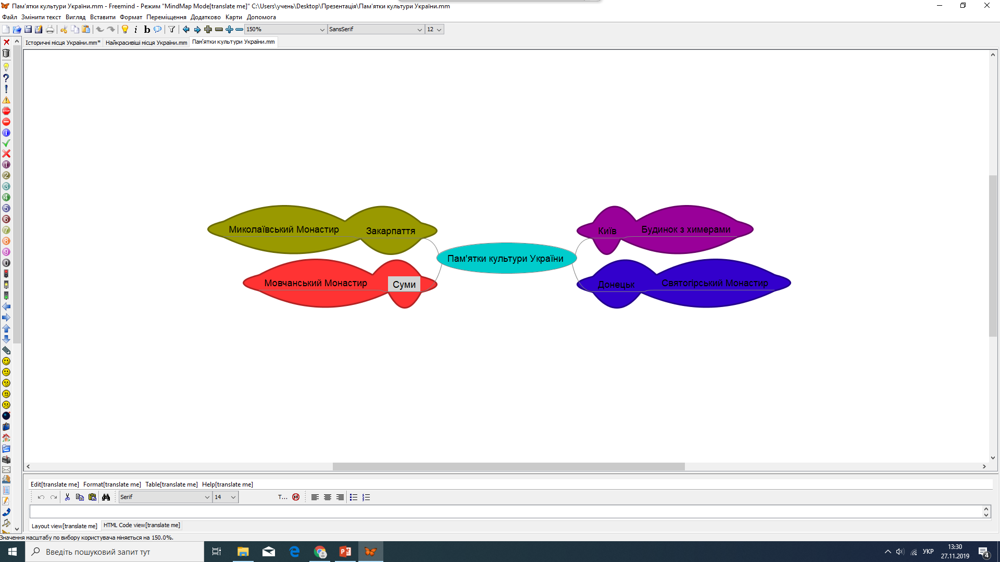 Пам'ятки культури України.mm - Freemind - Режим "MindMap Mode[translate me]" C:\Users\учень\Desktop\Презентація\Пам'ятки культури України.mm
Файл Змінити текст Вигляд Вставити Формат Переміщення Додатково Карти Допомога
150% SansSerif 12
Історичні місця України.mm* Найкрасивіші місця України.mm Пам'ятки культури України.mm
Миколаївський Монастир Закарпаття
Київ Будинок з химерами
Пам'ятки культури України
Мовчанський Монастир Суми
Донецьк Святогірський Монастир
Edit[translate me] Format[translate me] Table[translate me] Help[translate me]
Serif 14 T...
Layout view[translate me] HTML Code view[translate me]
Значення масштабу по вибору користувача міняється на 150.0%.
Введіть пошуковий запит тут
УКР
13:30
27.11.2019
4